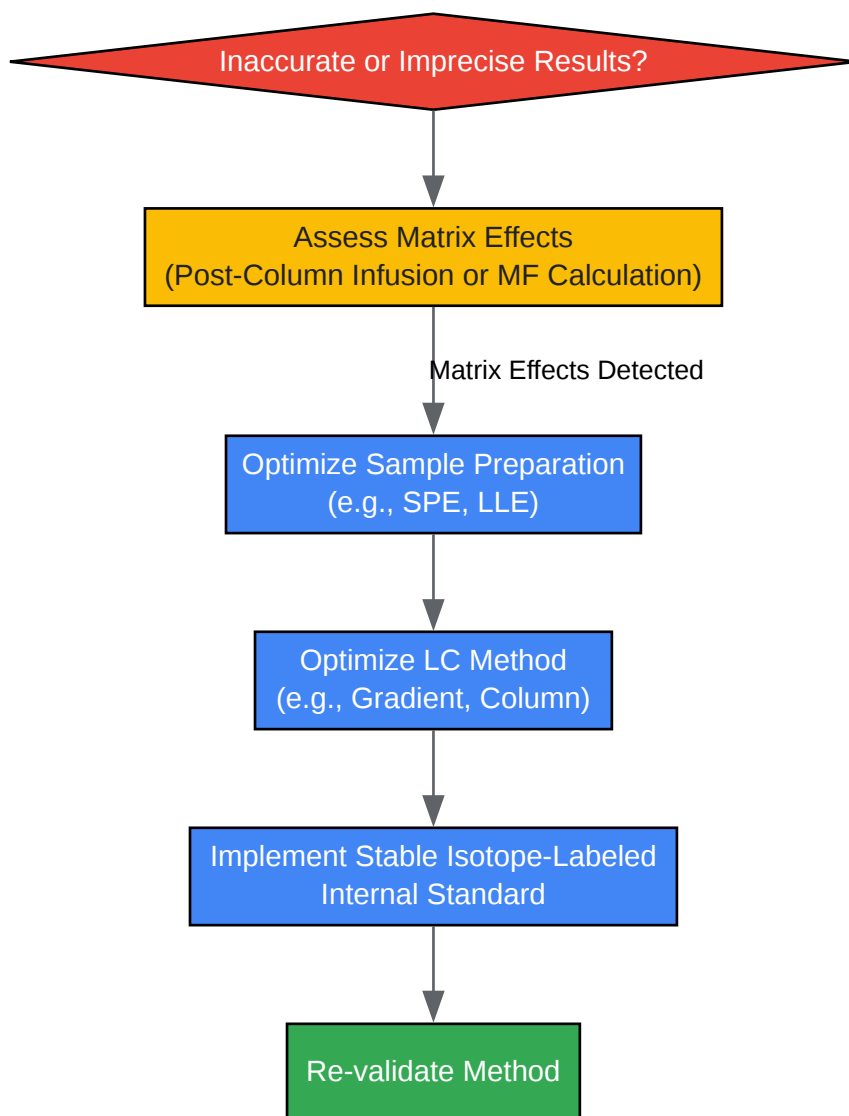 Inaccurate or Imprecise Results?
Assess Matrix Effects
(Post-Column Infusion or MF Calculation)
Matrix Effects Detected
Optimize Sample Preparation
(e.g., SPE, LLE)
Optimize LC Method
(e.g., Gradient, Column)
Implement Stable Isotope-Labeled
Internal Standard
Re-validate Method